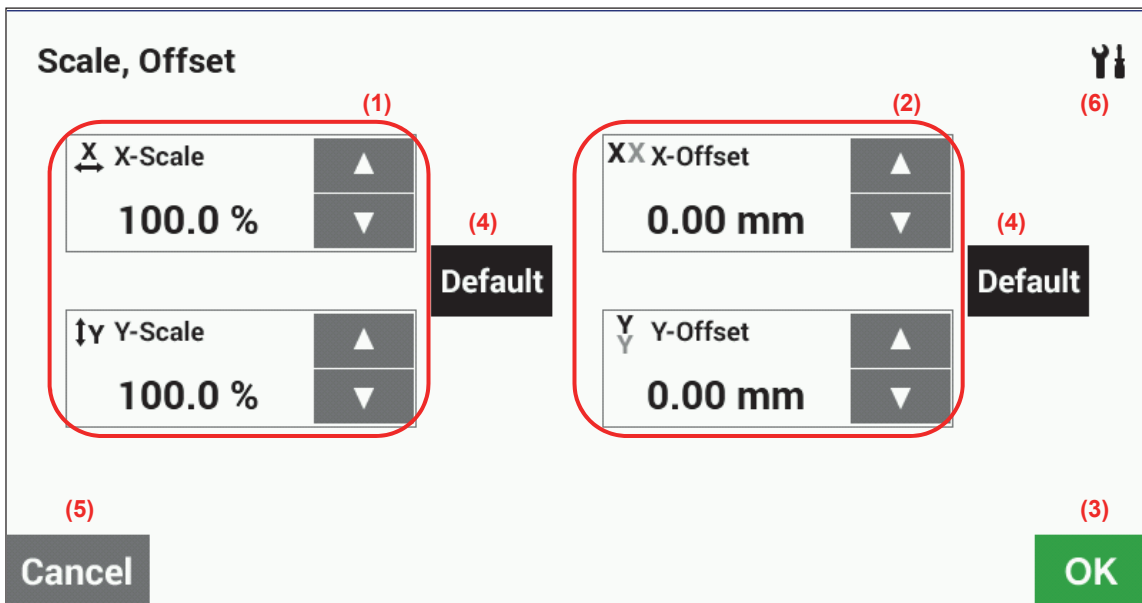 Scale, Offset
(1)
(2)
(6)
X X-Scale
100.0 %
XX X-Offset
0.00 mm
(4)
Default
(4)
Default
Y Y-Scale
100.0 %
Y
Y Y-Offset
0.00 mm
(5)
Cancel
(3)
OK